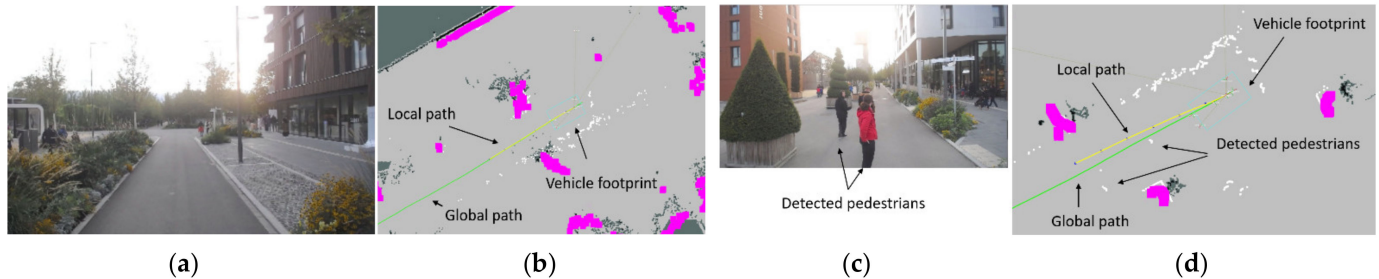 Local path
Vehicle footprint
Global path
Detected pedestrians
Vehicle footprint
Local path
Detected pedestrians
Global path
(a)
(b)
(c)
(d)